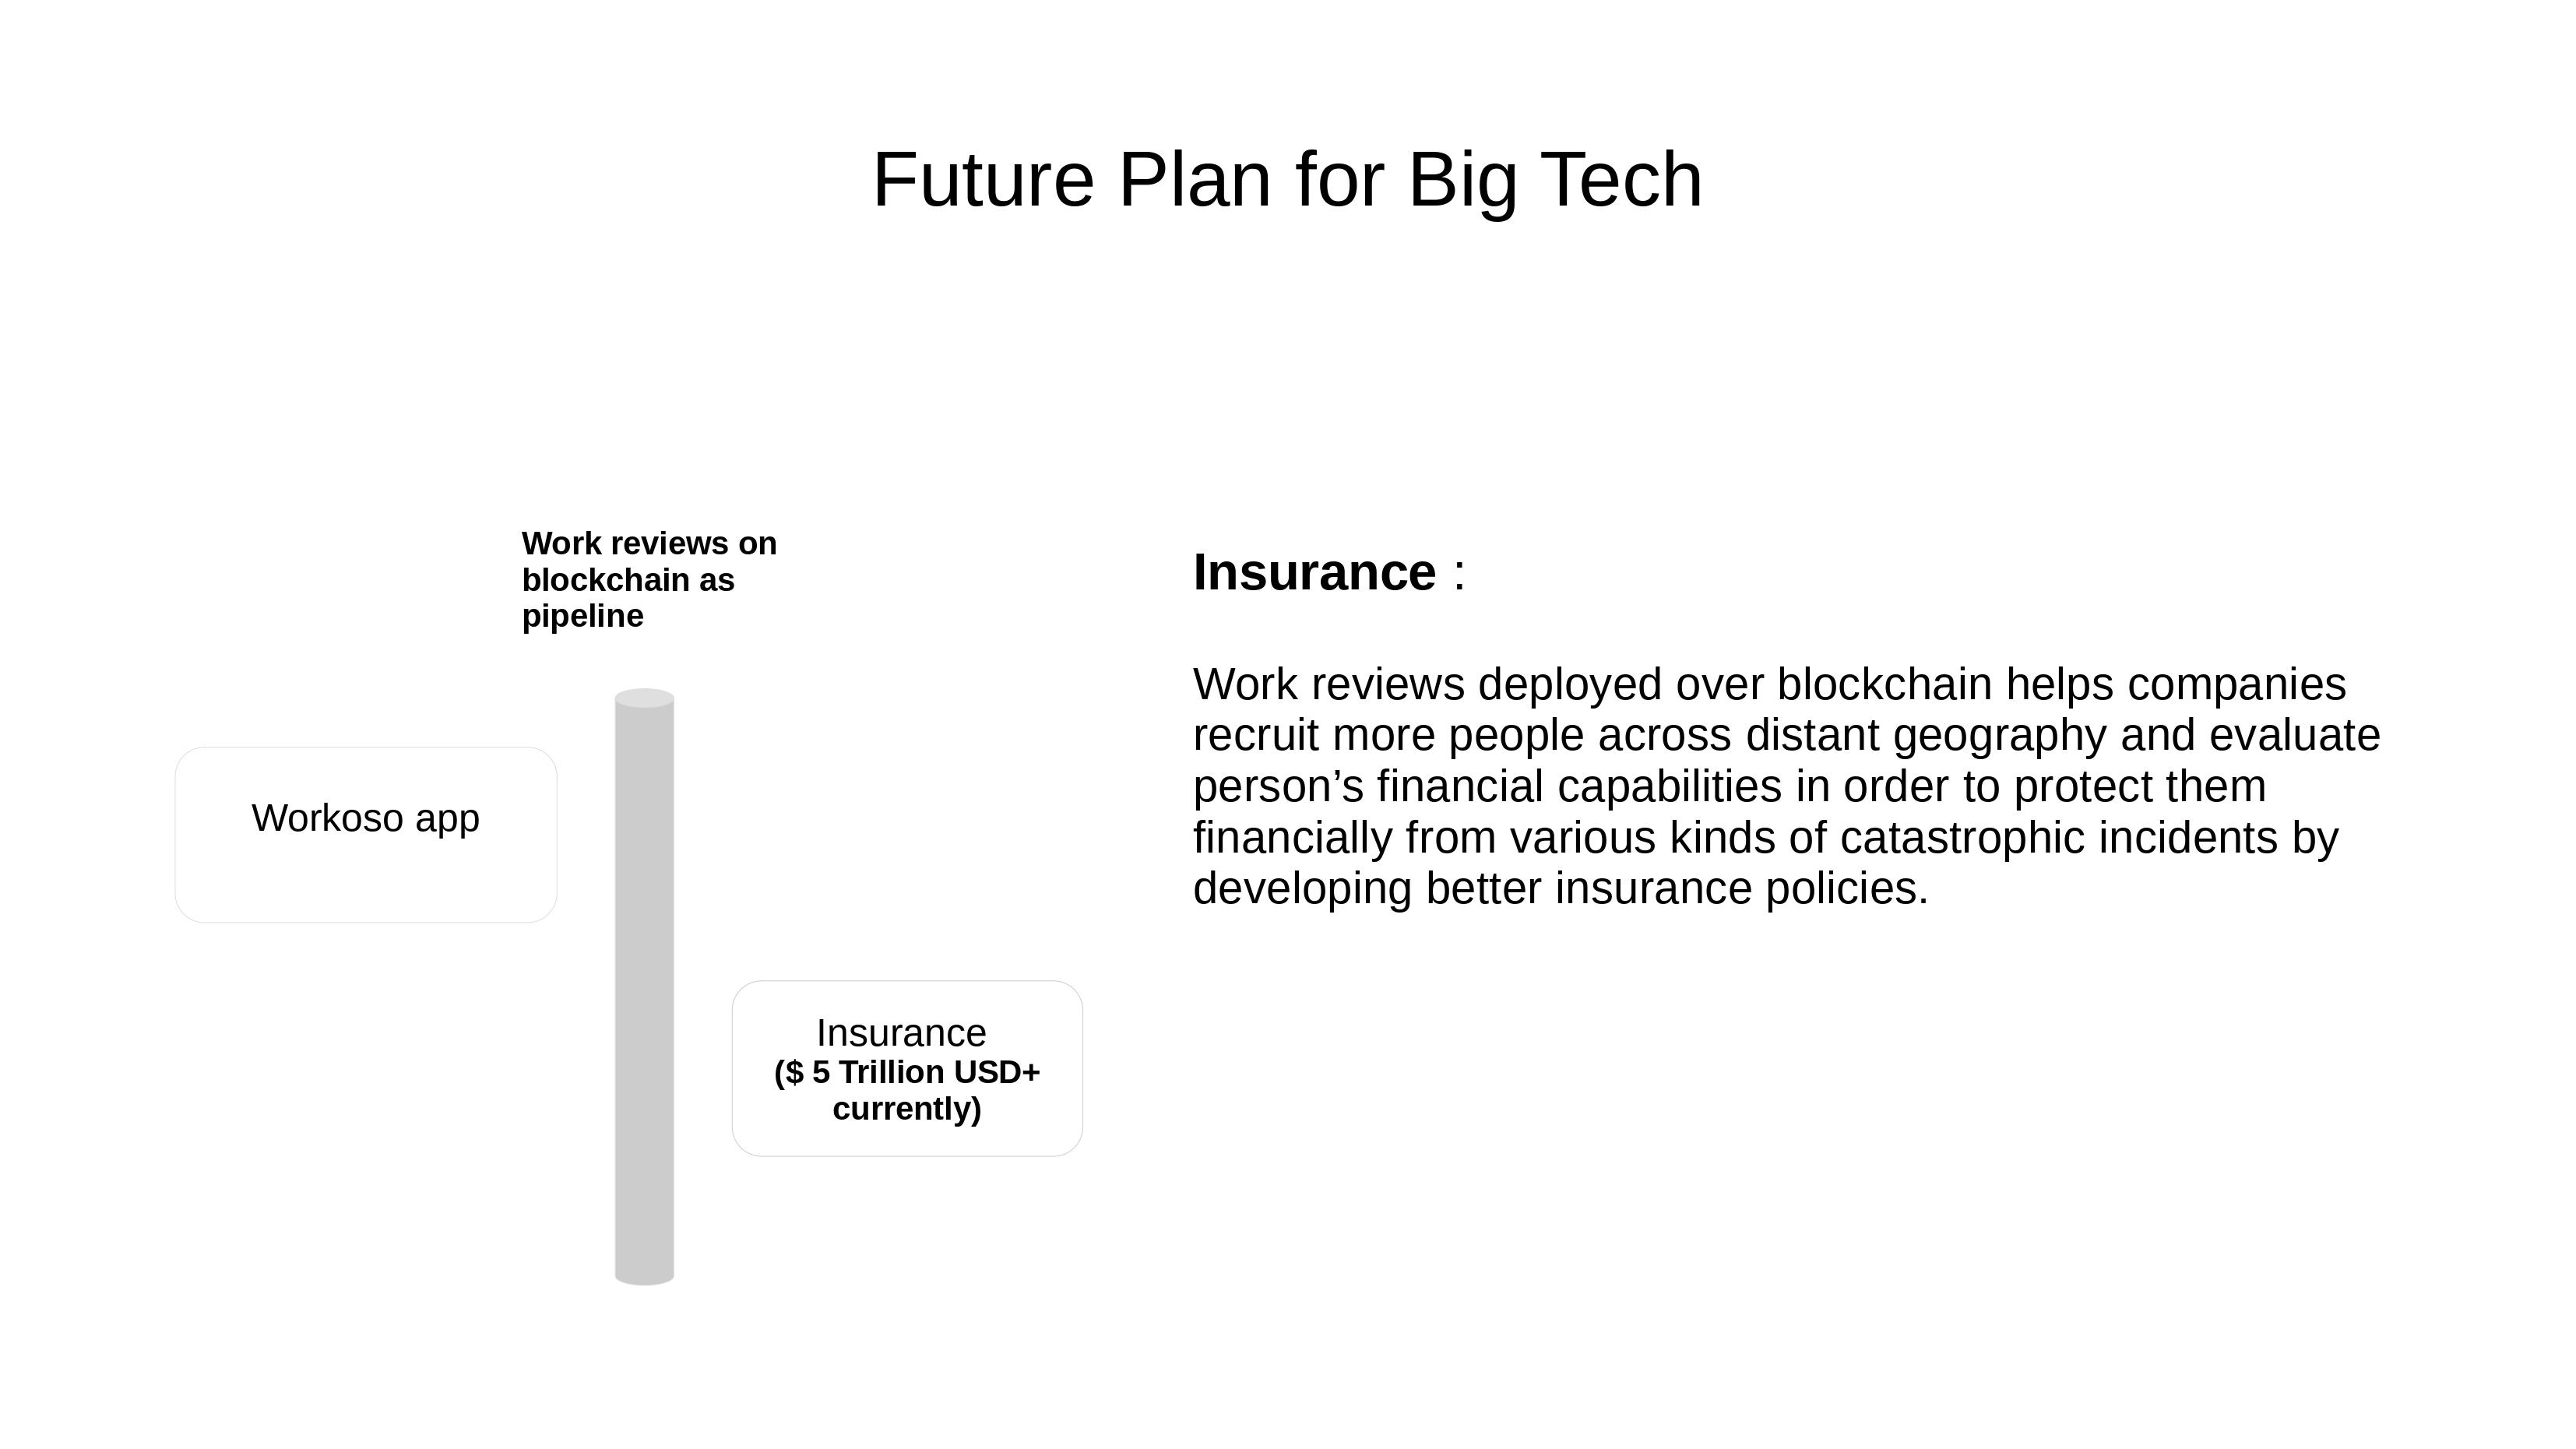 Future Plan for Big Tech
Work reviews on
blockchain as
pipeline
Workoso app
Insurance
($ 5 Trillion USD+
currently)
Insurance :
Work reviews deployed over blockchain helps companies
recruit more people across distant geography and evaluate
person’s financial capabilities in order to protect them
financially from various kinds of catastrophic incidents by
developing better insurance policies.